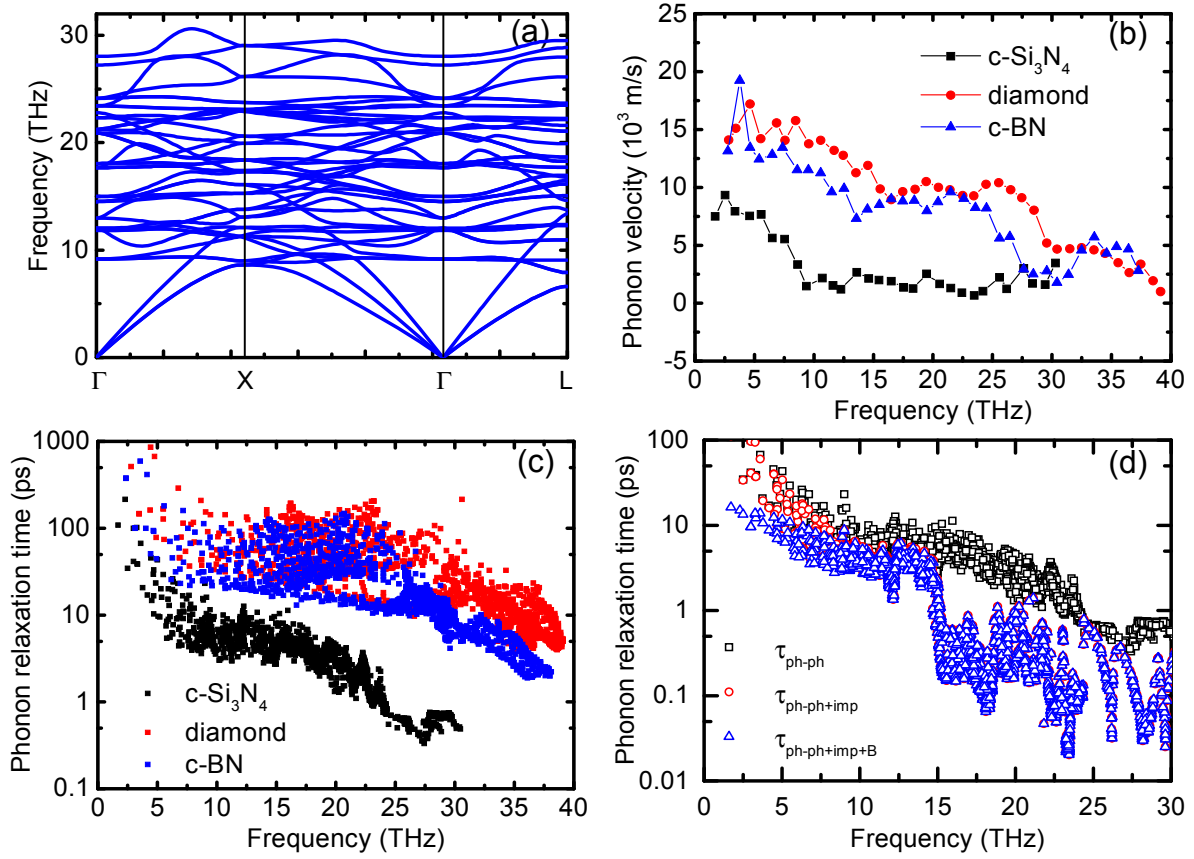 (a)
30
20
10
0
Frequency (THz)
Γ
X
Γ
L
(b)
c-Si₃N₄
diamond
c-BN
25
20
15
10
5
0
-5
Phonon velocity (10³ m/s)
0 5 10 15 20 25 30 35 40
Frequency (THz)
(c)
1000
100
10
1
0.1
Phonon relaxation time (ps)
c-Si₃N₄
diamond
c-BN
0 5 10 15 20 25 30 35 40
Frequency (THz)
(d)
100
10
1
0.1
0.01
Phonon relaxation time (ps)
τph-ph
τph-ph+imp
τph-ph+imp+B
0 5 10 15 20 25 30
Frequency (THz)